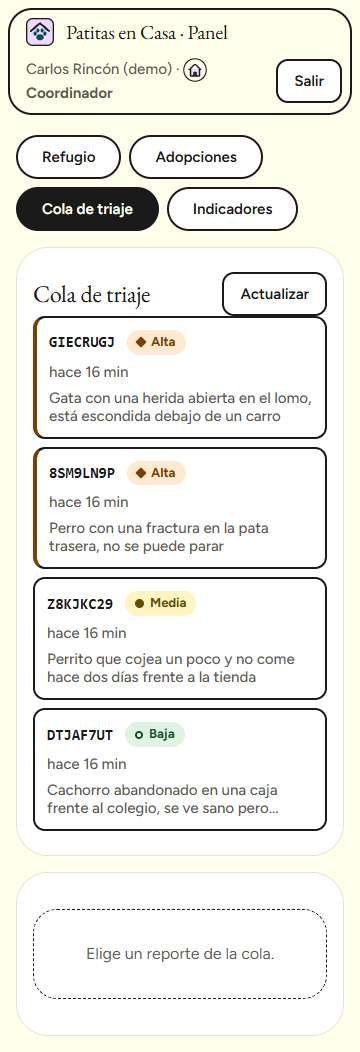 Patitas en Casa · Panel
Carlos Rincón (demo) ·
Coordinador
Salir
Refugio
Adopciones
Cola de triaje
Indicadores
Cola de triaje
Actualizar
GIECRUGJ
Alta
hace 16 min
Gata con una herida abierta en el lomo,
está escondida debajo de un carro
8SM9LN9P
Alta
hace 16 min
Perro con una fractura en la pata
trasera, no se puede parar
Z8KJKC29
Media
hace 16 min
Perrito que cojea un poco y no come
hace dos días frente a la tienda
DTJAF7UT
Baja
hace 16 min
Cachorro abandonado en una caja
frente al colegio, se ve sano pero...
Elige un reporte de la cola.